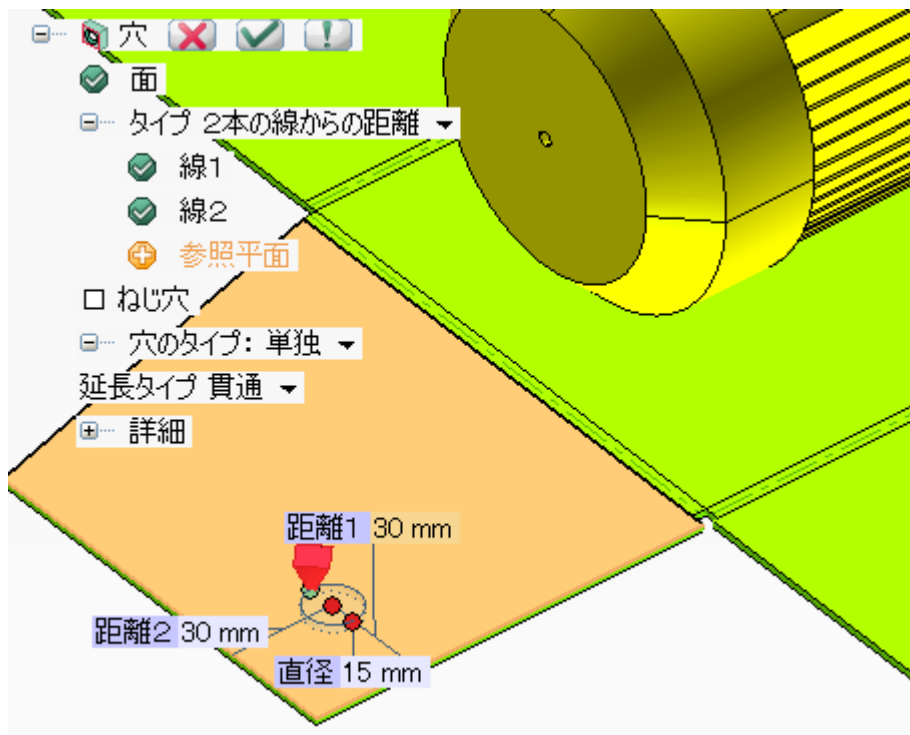 穴
面
タイプ 2本の線からの距離
線1
線2
参照平面
ねじ穴
穴のタイプ: 単独
延長タイプ 貫通
詳細
距離1 30 mm
距離2 30 mm
直径 15 mm